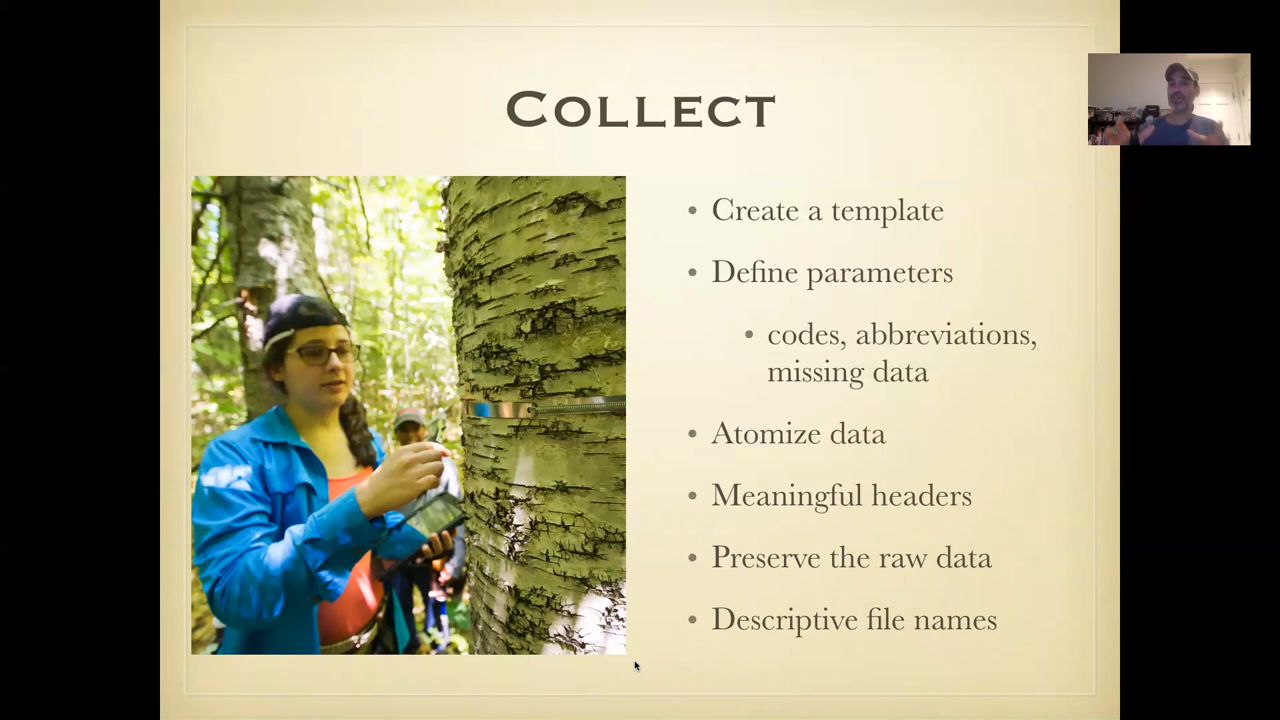 Collect
• Create a template
• Define parameters
• codes, abbreviations,
missing data
• Atomize data
• Meaningful headers
• Preserve the raw data
• Descriptive file names